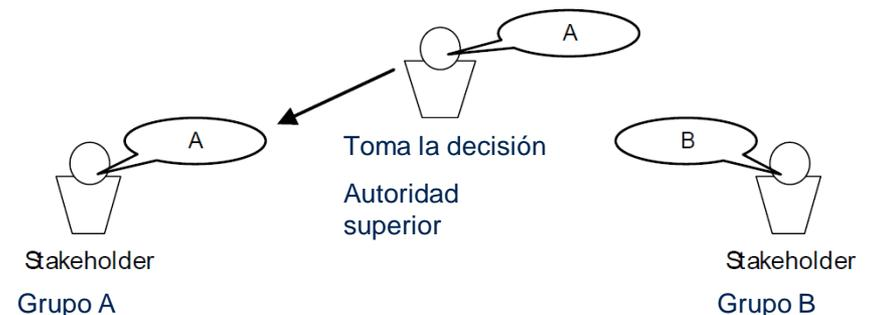 A
A
Toma la decisión
B
Autoridad
superior
Stakeholder
Stakeholder
Grupo A
Grupo B